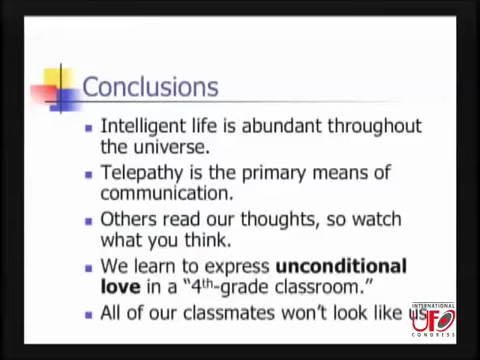 Conclusions
Intelligent life is abundant throughout
the universe.
Telepathy is the primary means of
communication.
Others read our thoughts, so watch
what you think.
We learn to express unconditional
love in a “4th-grade classroom.”
All of our classmates won’t look like us
INTERNATIONAL
UFO
CONGRESS